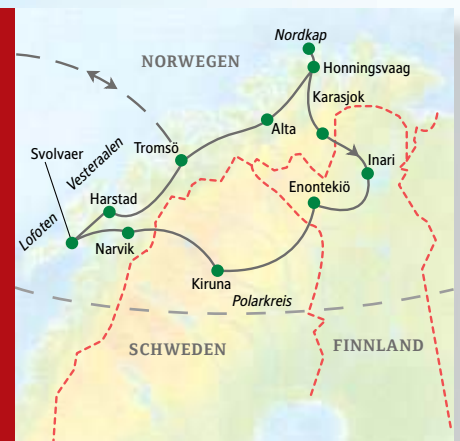 Nordkap
NORWEGEN
Honningsvaag
Karasjok
Alta
Svolvaer
Vesteraalen
Tromsö
Inari
Enontekiö
Harstad
Lofoten
Narvik
Kiruna
Polarkreis
SCHWEDEN
FINNLAND